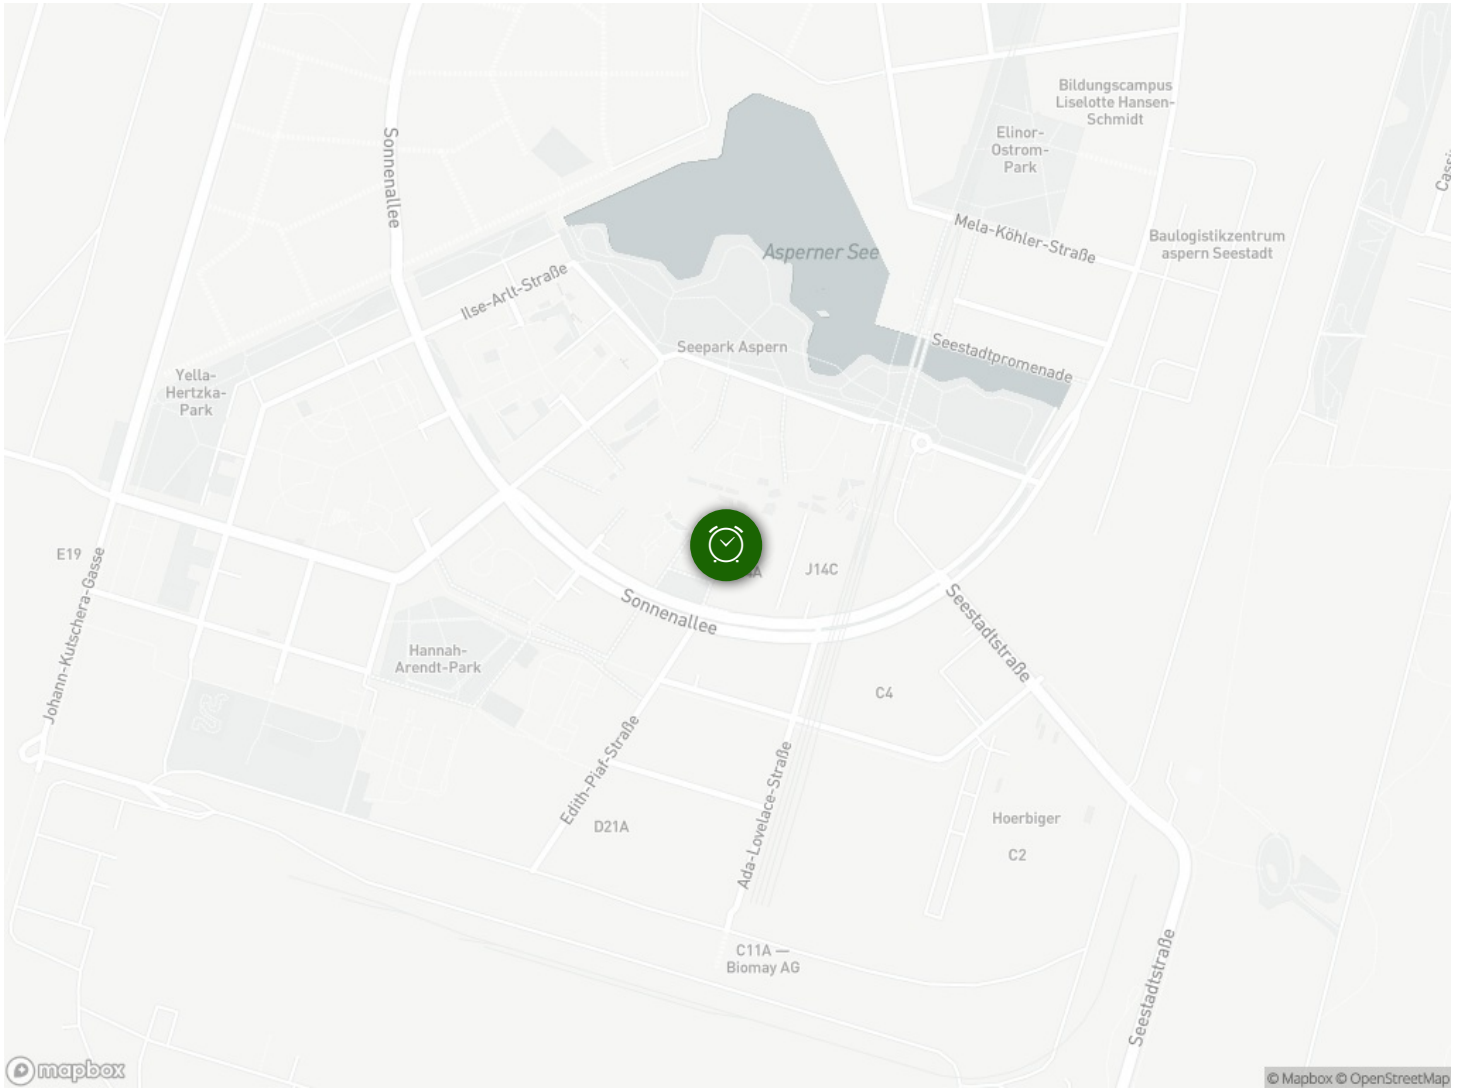 Bildungscampus
Liselotte Hansen-
Schmidt
Elinor-
Ostrom-
Park
Sonnenallee
Mela-Köhler-Straße
Baulogistikzentrum
aspern Seestadt
Asperner See
Ilse-Arlt-Straße
Seepark Aspern
Seestadtpromenade
Yella-
Hertzka-
Park
E19
J14C
Sonnenallee
Seestadtstraße
Johann-Kutschera-Gasse
Hannah-
Arendt-Park
C4
Edith-Piaf-Straße
Ada-Lovelace-Straße
D21A
Hoerbiger
C2
C11A —
Biomay AG
Seestadtstraße
mapbox
© Mapbox © OpenStreetMap